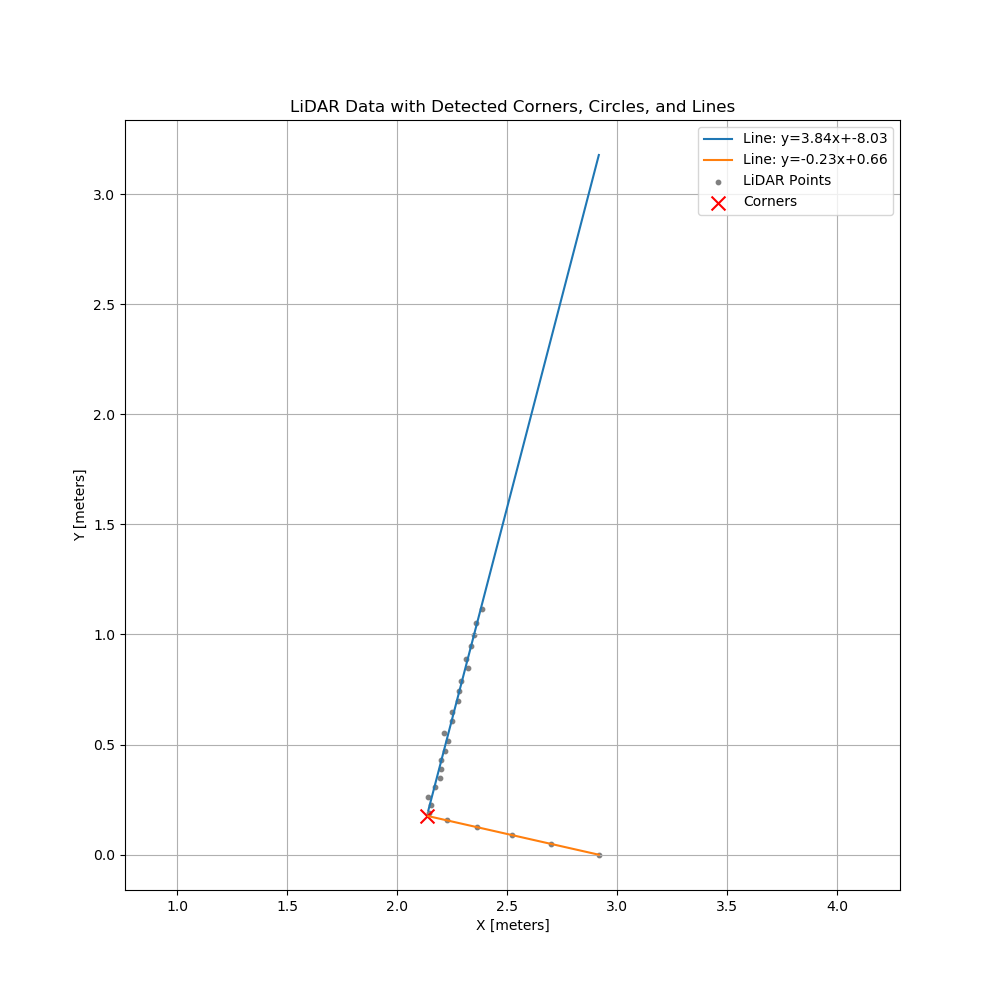 LiDAR Data with Detected Corners, Circles, and Lines
Line: y=3.84x+-8.03
Line: y=-0.23x+0.66
LiDAR Points
Corners
3.0
2.5
2.0
1.5
1.0
0.5
0.0
Y [meters]
1.0 1.5 2.0 2.5 3.0 3.5 4.0
X [meters]